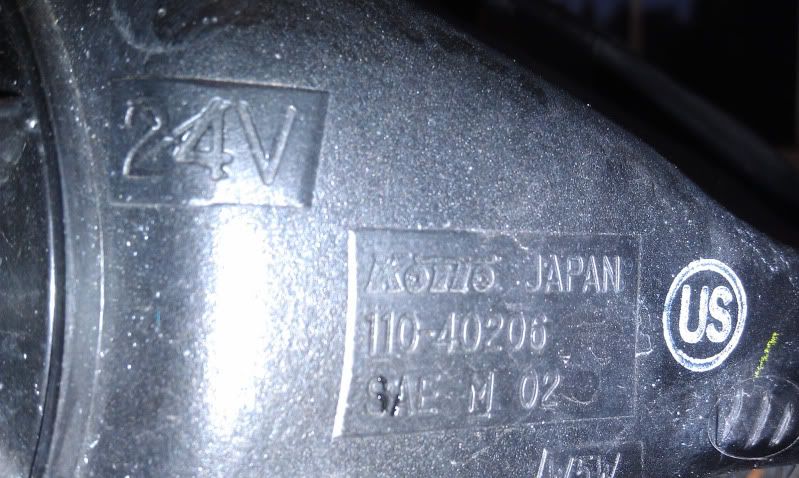 24V
KOITO JAPAN
110-40206
SAE M 02
US